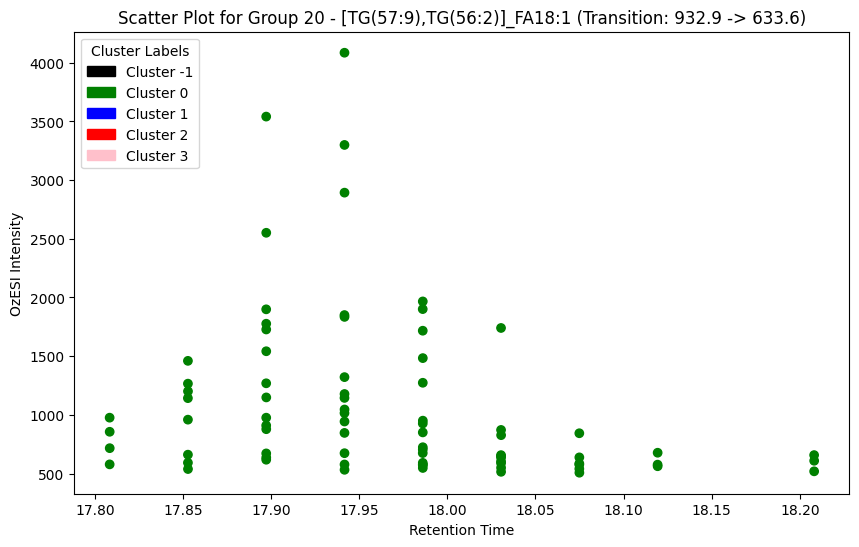 Scatter Plot for Group 20 - [TG(57:9),TG(56:2)]_FA18:1 (Transition: 932.9 -> 633.6)
Cluster Labels
Cluster -1
Cluster 0
Cluster 1
Cluster 2
Cluster 3
4000
3500
3000
2500
2000
1500
1000
500
OzESI Intensity
17.80 17.85 17.90 17.95 18.00 18.05 18.10 18.15 18.20
Retention Time